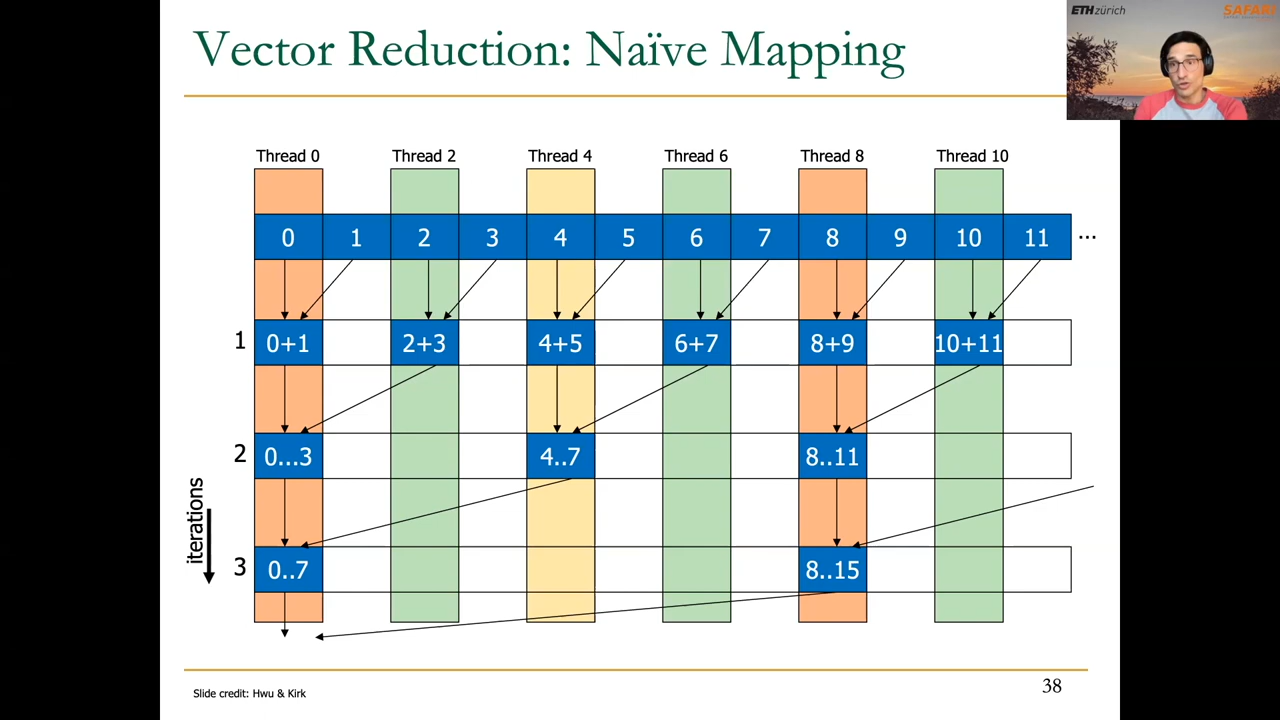 ETHzürich
SAFARI
Vector Reduction: Naïve Mapping
Thread 0 Thread 2 Thread 4 Thread 6 Thread 8 Thread 10
0 1 2 3 4 5 6 7 8 9 10 11 ...
1 0+1 2+3 4+5 6+7 8+9 10+11
2 0...3 4..7 8..11
iterations
3 0..7 8..15
Slide credit: Hwu & Kirk
38